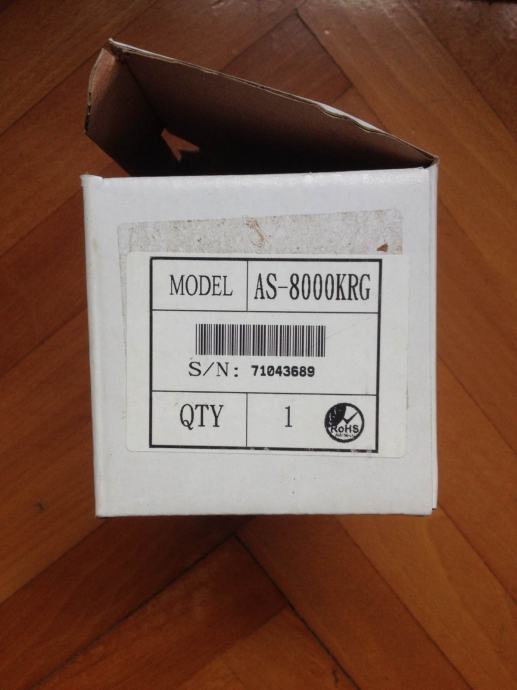 MODEL AS-8000KRG
S/N: 71043689
QTY 1
RoHS